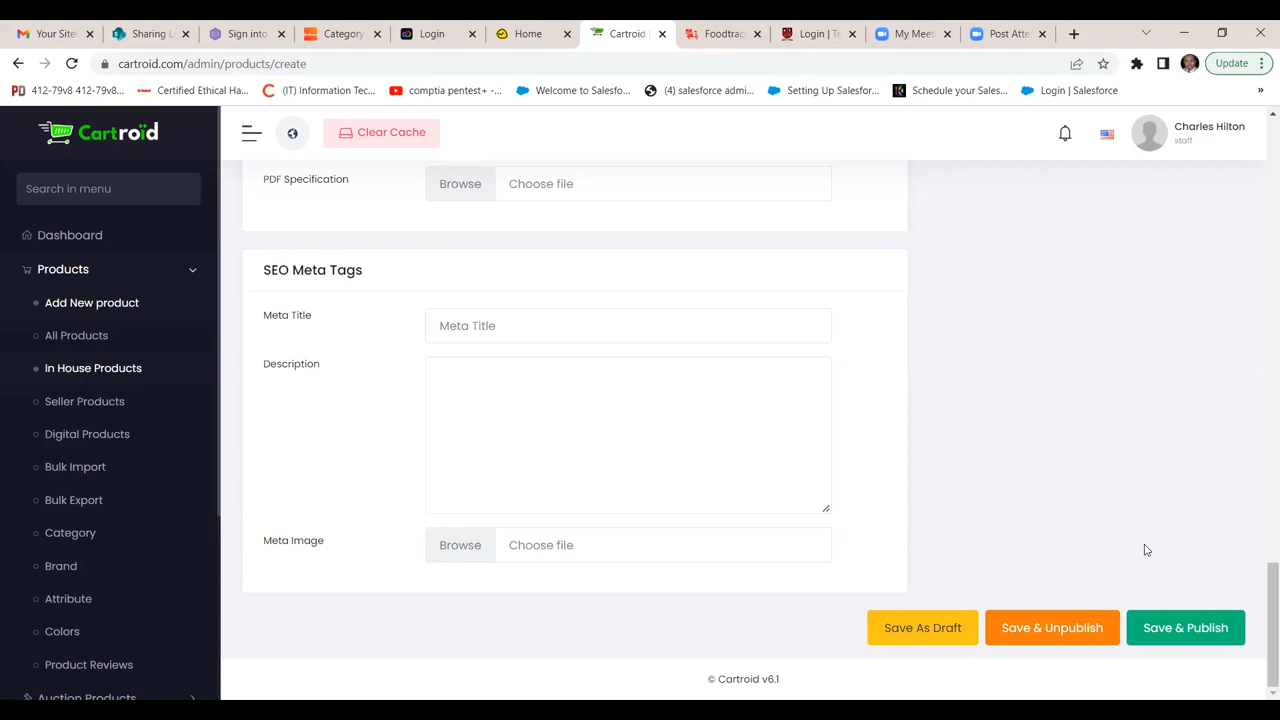 Your SiteG
Sharing Li
Sign into
Category
Login
Home
Cartroid |
Foodtrac
Login | Te
My Meeti
Post Atte
cartroid.com/admin/products/create
Update
412-79v8 412-79v8...
Certified Ethical Ha...
(IT) Information Tec...
comptia pentest+ -...
Welcome to Salesfo...
(4) salesforce admi...
Setting Up Salesfor...
Schedule your Sales...
Login | Salesforce
»
Cartroïd
Clear Cache
Charles Hilton
staff
Search in menu
Dashboard
Products
Add New product
All Products
In House Products
Seller Products
Digital Products
Bulk Import
Bulk Export
Category
Brand
Attribute
Colors
Product Reviews
Auction Products
PDF Specification
Browse
Choose file
SEO Meta Tags
Meta Title
Meta Title
Description
Meta Image
Browse
Choose file
Save As Draft
Save & Unpublish
Save & Publish
© Cartroid v6.1